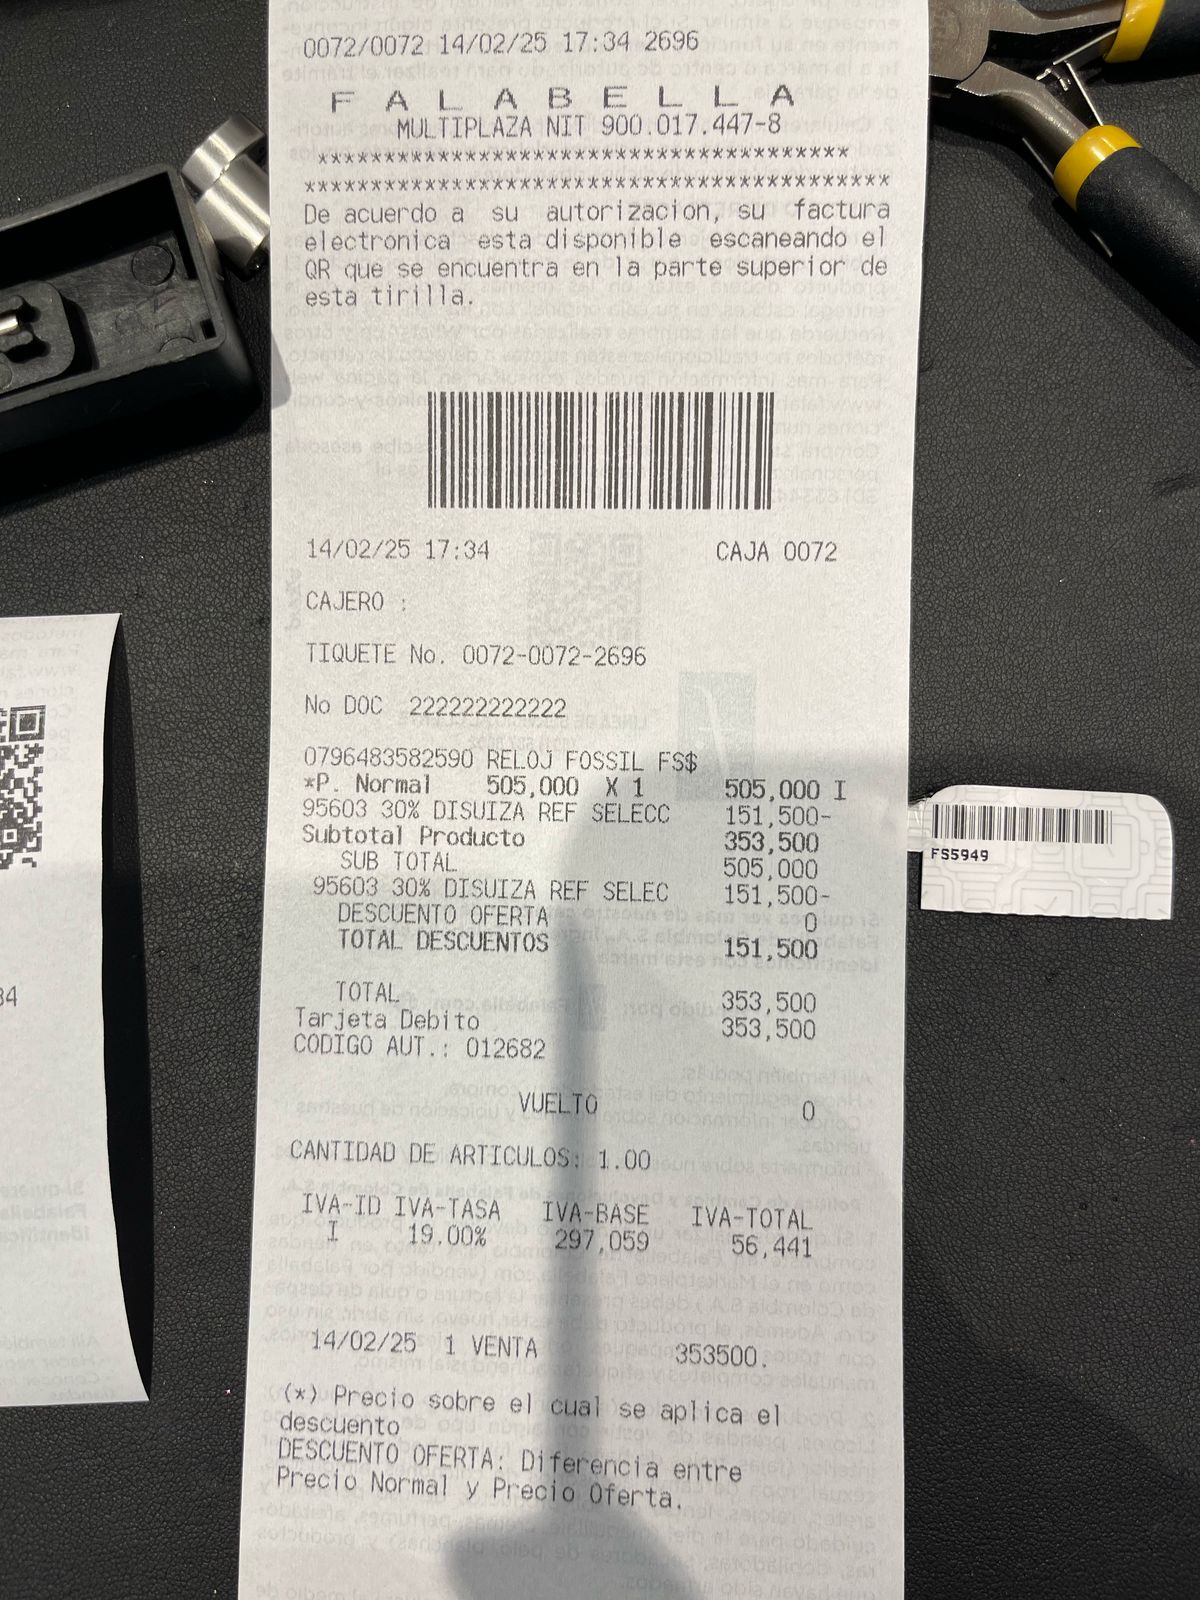 0072/0072 14/02/25 17:34 2696
F A L A B E L L A
MULTIPLAZA NIT 900.017.447-8
****************************************
********************************************
De acuerdo a su autorizacion, su factura
electronica esta disponible escaneando el
QR que se encuentra en la parte superior de
esta tirilla.
14/02/25 17:34 CAJA 0072
CAJERO :
TIQUETE No. 0072-0072-2696
No DOC 222222222222
0796483582590 RELOJ FOSSIL FS$
*P. Normal 505,000 X 1 505,000 I
95603 30% DISUIZA REF SELECC 151,500-
Subtotal Producto 353,500
SUB TOTAL 505,000
95603 30% DISUIZA REF SELEC 151,500-
DESCUENTO OFERTA 0
TOTAL DESCUENTOS 151,500
TOTAL 353,500
Tarjeta Debito 353,500
CODIGO AUT.: 012682
VUELTO 0
CANTIDAD DE ARTICULOS: 1.00
IVA-ID IVA-TASA IVA-BASE IVA-TOTAL
I 19.00% 297,059 56,441
14/02/25 1 VENTA 353500.
(*) Precio sobre el cual se aplica el
descuento
DESCUENTO OFERTA: Diferencia entre
Precio Normal y Precio Oferta.
FS5949